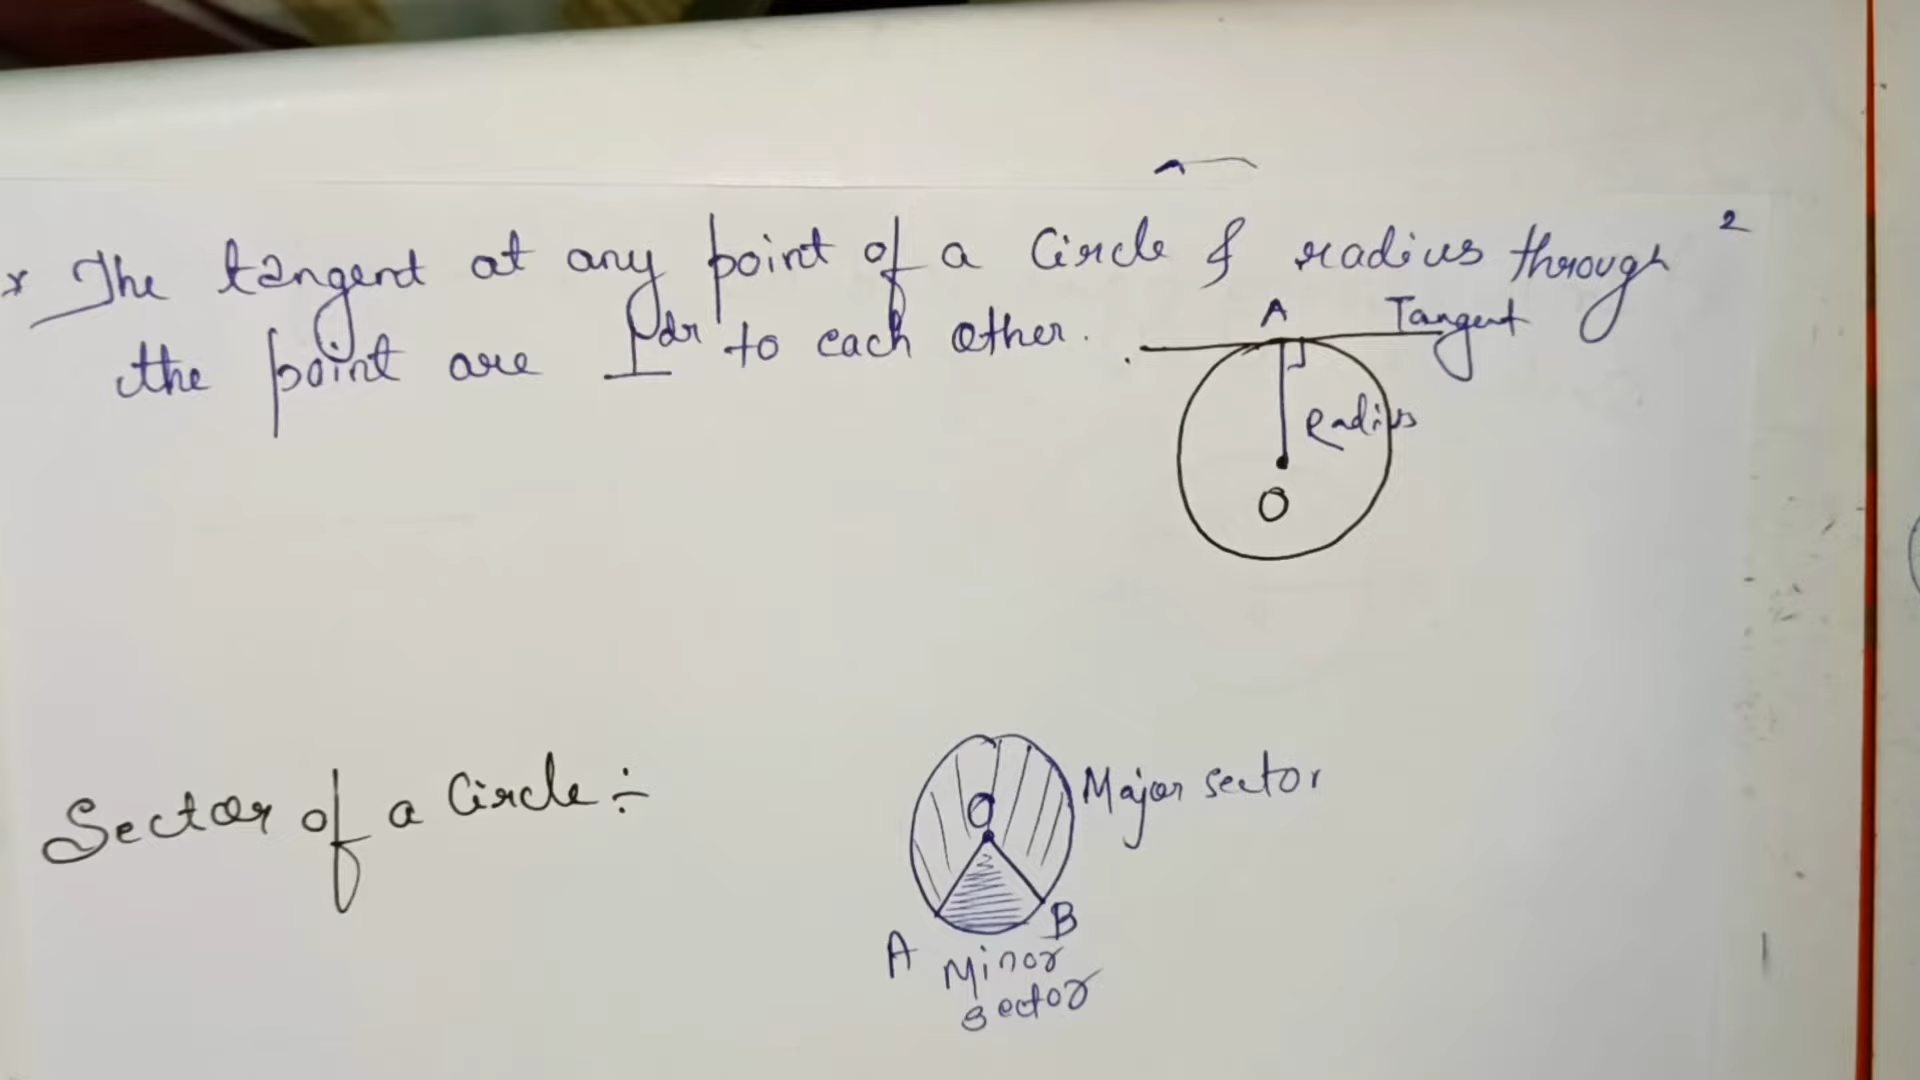 2
* The tangent at any point of a Circle & radius through
the point are ⊥dr to each other.
A Tangent
Radius
O
Sector of a Circle :-
O
Major sector
A B
Minor
sector